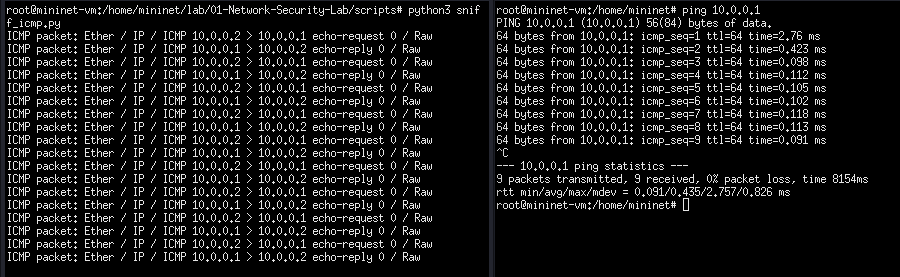 root@mininet-vm:/home/mininet/lab/01-Network-Security-Lab/scripts# python3 snif
f_icmp.py
ICMP packet: Ether / IP / ICMP 10.0.0.2 > 10.0.0.1 echo-request 0 / Raw
ICMP packet: Ether / IP / ICMP 10.0.0.1 > 10.0.0.2 echo-reply 0 / Raw
ICMP packet: Ether / IP / ICMP 10.0.0.2 > 10.0.0.1 echo-request 0 / Raw
ICMP packet: Ether / IP / ICMP 10.0.0.1 > 10.0.0.2 echo-reply 0 / Raw
ICMP packet: Ether / IP / ICMP 10.0.0.2 > 10.0.0.1 echo-request 0 / Raw
ICMP packet: Ether / IP / ICMP 10.0.0.1 > 10.0.0.2 echo-reply 0 / Raw
ICMP packet: Ether / IP / ICMP 10.0.0.2 > 10.0.0.1 echo-request 0 / Raw
ICMP packet: Ether / IP / ICMP 10.0.0.1 > 10.0.0.2 echo-reply 0 / Raw
ICMP packet: Ether / IP / ICMP 10.0.0.2 > 10.0.0.1 echo-request 0 / Raw
ICMP packet: Ether / IP / ICMP 10.0.0.1 > 10.0.0.2 echo-reply 0 / Raw
ICMP packet: Ether / IP / ICMP 10.0.0.2 > 10.0.0.1 echo-request 0 / Raw
ICMP packet: Ether / IP / ICMP 10.0.0.1 > 10.0.0.2 echo-reply 0 / Raw
ICMP packet: Ether / IP / ICMP 10.0.0.2 > 10.0.0.1 echo-request 0 / Raw
ICMP packet: Ether / IP / ICMP 10.0.0.1 > 10.0.0.2 echo-reply 0 / Raw
ICMP packet: Ether / IP / ICMP 10.0.0.2 > 10.0.0.1 echo-request 0 / Raw
ICMP packet: Ether / IP / ICMP 10.0.0.1 > 10.0.0.2 echo-reply 0 / Raw
ICMP packet: Ether / IP / ICMP 10.0.0.2 > 10.0.0.1 echo-request 0 / Raw
ICMP packet: Ether / IP / ICMP 10.0.0.1 > 10.0.0.2 echo-reply 0 / Raw
root@mininet-vm:/home/mininet# ping 10.0.0.1
PING 10.0.0.1 (10.0.0.1) 56(84) bytes of data.
64 bytes from 10.0.0.1: icmp_seq=1 ttl=64 time=2.76 ms
64 bytes from 10.0.0.1: icmp_seq=2 ttl=64 time=0.423 ms
64 bytes from 10.0.0.1: icmp_seq=3 ttl=64 time=0.098 ms
64 bytes from 10.0.0.1: icmp_seq=4 ttl=64 time=0.112 ms
64 bytes from 10.0.0.1: icmp_seq=5 ttl=64 time=0.105 ms
64 bytes from 10.0.0.1: icmp_seq=6 ttl=64 time=0.102 ms
64 bytes from 10.0.0.1: icmp_seq=7 ttl=64 time=0.118 ms
64 bytes from 10.0.0.1: icmp_seq=8 ttl=64 time=0.113 ms
64 bytes from 10.0.0.1: icmp_seq=9 ttl=64 time=0.091 ms
^C
--- 10.0.0.1 ping statistics ---
9 packets transmitted, 9 received, 0% packet loss, time 8154ms
rtt min/avg/max/mdev = 0.091/0.435/2.757/0.826 ms
root@mininet-vm:/home/mininet#